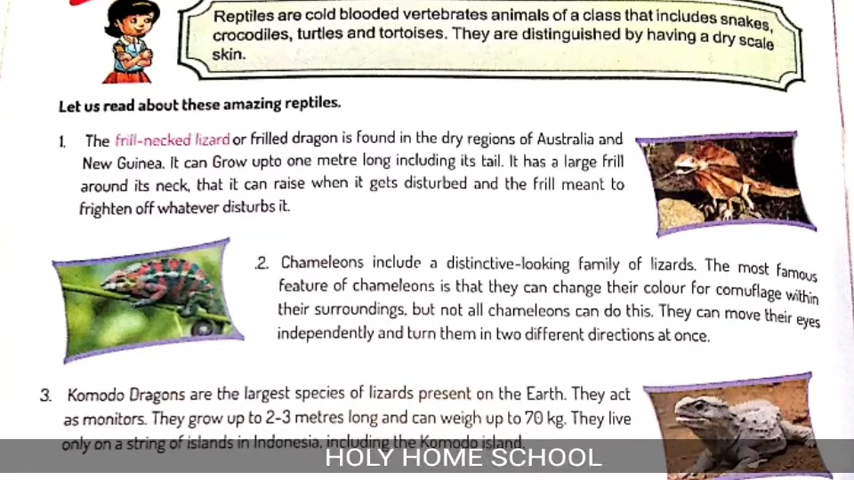 Reptiles are cold blooded vertebrates animals of a class that includes snakes,
crocodiles, turtles and tortoises. They are distinguished by having a dry scale
skin.
Let us read about these amazing reptiles.
1. The frill-necked lizard or frilled dragon is found in the dry regions of Australia and
New Guinea. It can Grow upto one metre long including its tail. It has a large frill
around its neck, that it can raise when it gets disturbed and the frill meant to
frighten off whatever disturbs it.
.2. Chameleons include a distinctive-looking family of lizards. The most famous
feature of chameleons is that they can change their colour for comuflage within
their surroundings, but not all chameleons can do this. They can move their eyes
independently and turn them in two different directions at once.
3. Komodo Dragons are the largest species of lizards present on the Earth. They act
as monitors. They grow up to 2-3 metres long and can weigh up to 70 kg. They live
only on a string of islands in Indonesia, including the Komodo island.
HOLY HOME SCHOOL